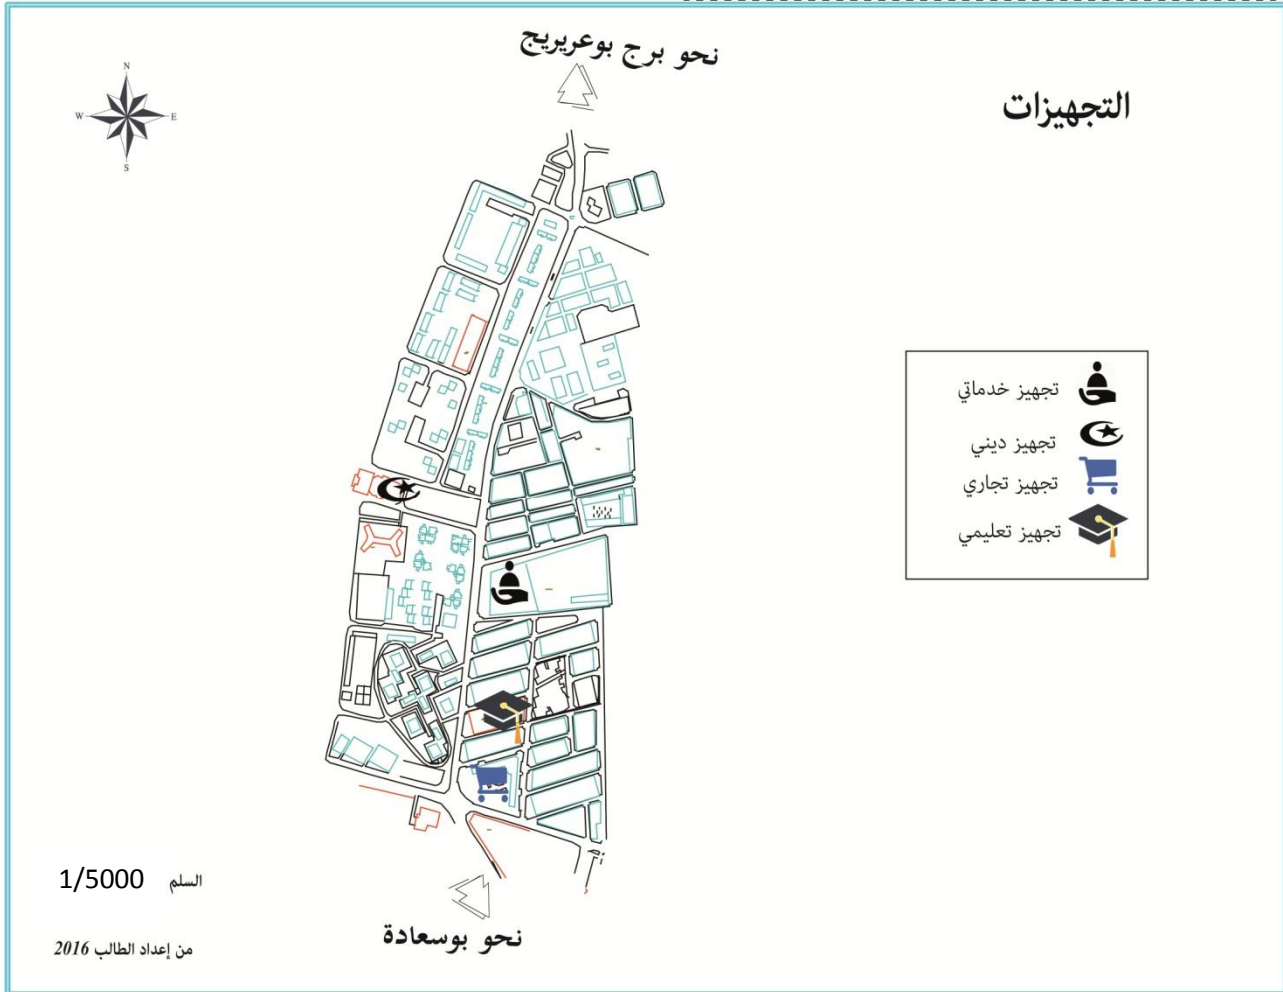 نحو برج بوعريريج
التجهيزات
N
W
E
S
تجهيز خدماتي
تجهيز ديني
تجهيز تجاري
تجهيز تعليمي
السلم 1/5000
نحو بوسعادة
من إعداد الطالب 2016